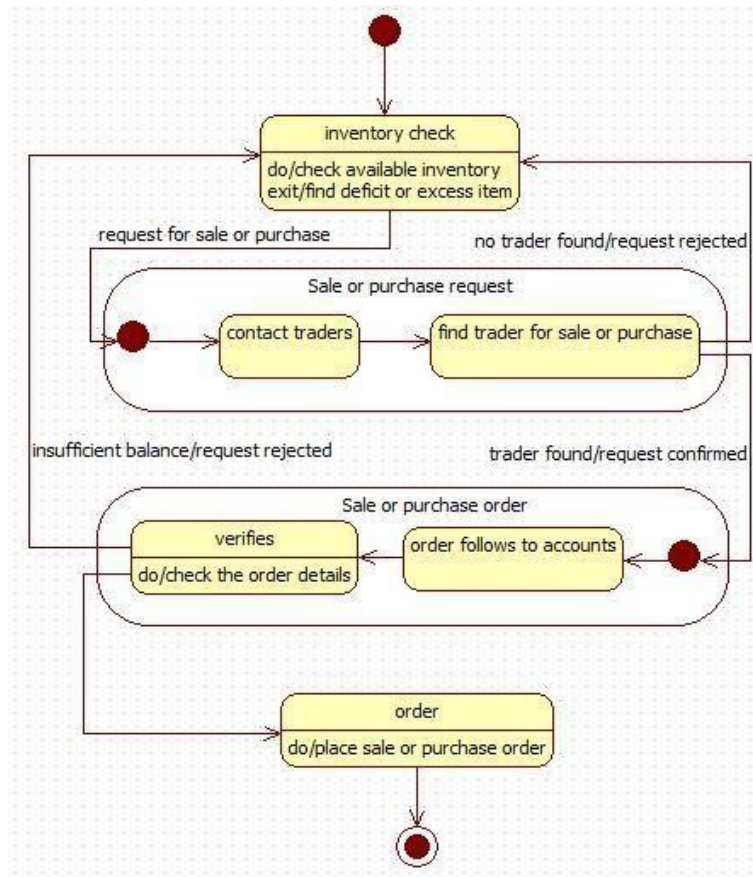 inventory check
do/check available inventory
exit/find deficit or excess item
request for sale or purchase
no trader found/request rejected
Sale or purchase request
contact traders
find trader for sale or purchase
insufficient balance/request rejected
trader found/request confirmed
Sale or purchase order
verifies
do/check the order details
order follows to accounts
order
do/place sale or purchase order